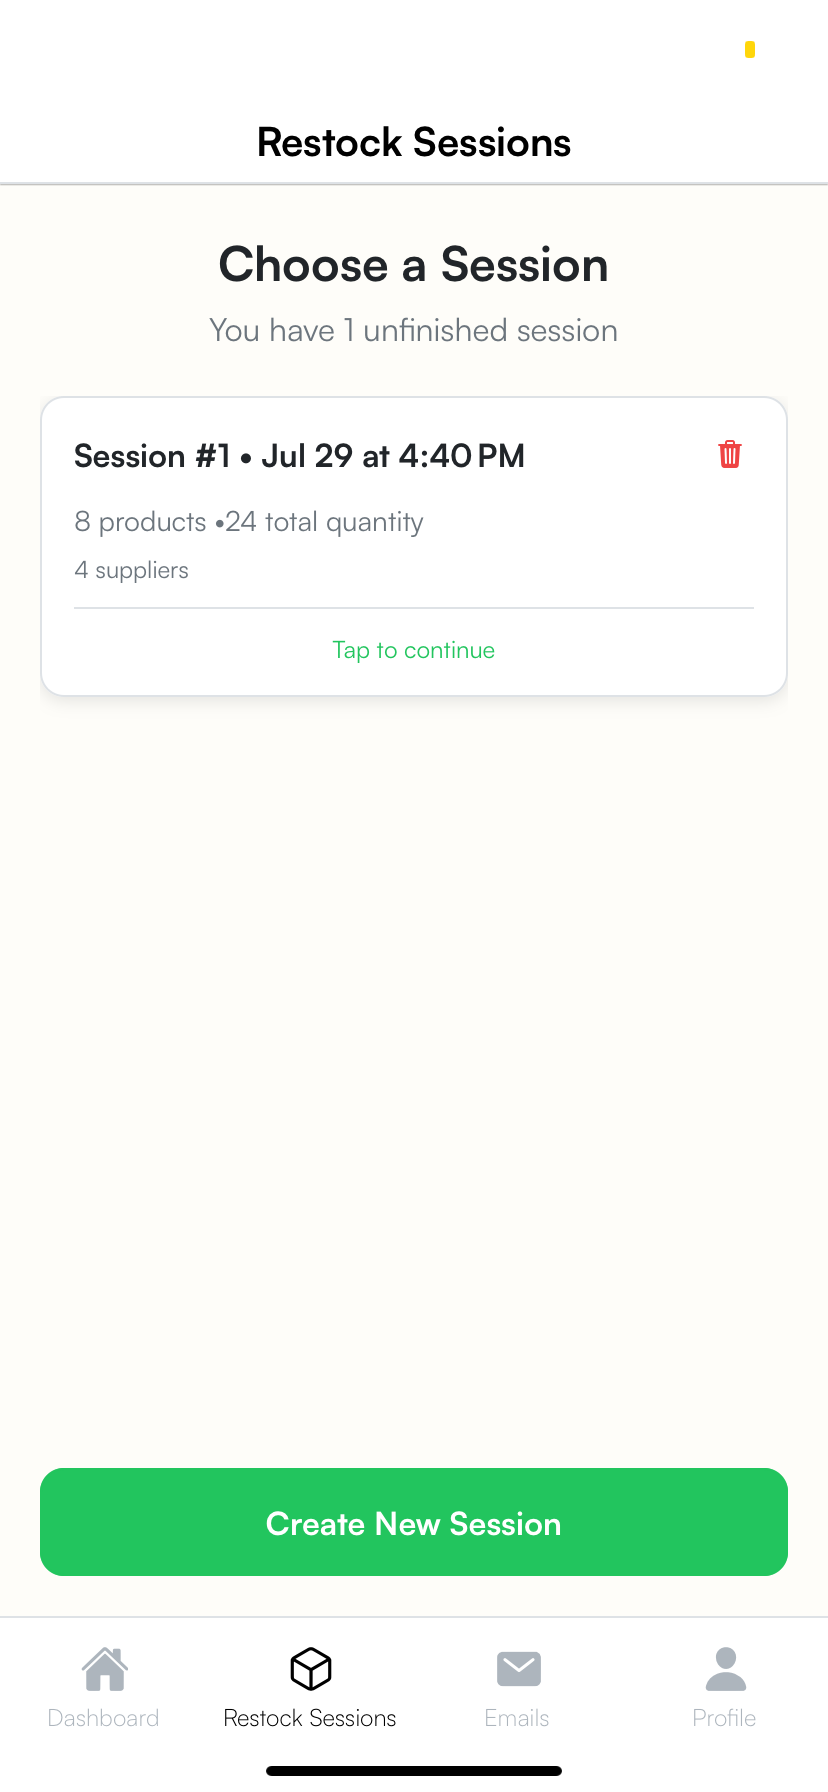 Restock Sessions
Choose a Session
You have 1 unfinished session
Session #1 • Jul 29 at 4:40 PM
8 products •24 total quantity
4 suppliers
Tap to continue
Create New Session
Dashboard
Restock Sessions
Emails
Profile